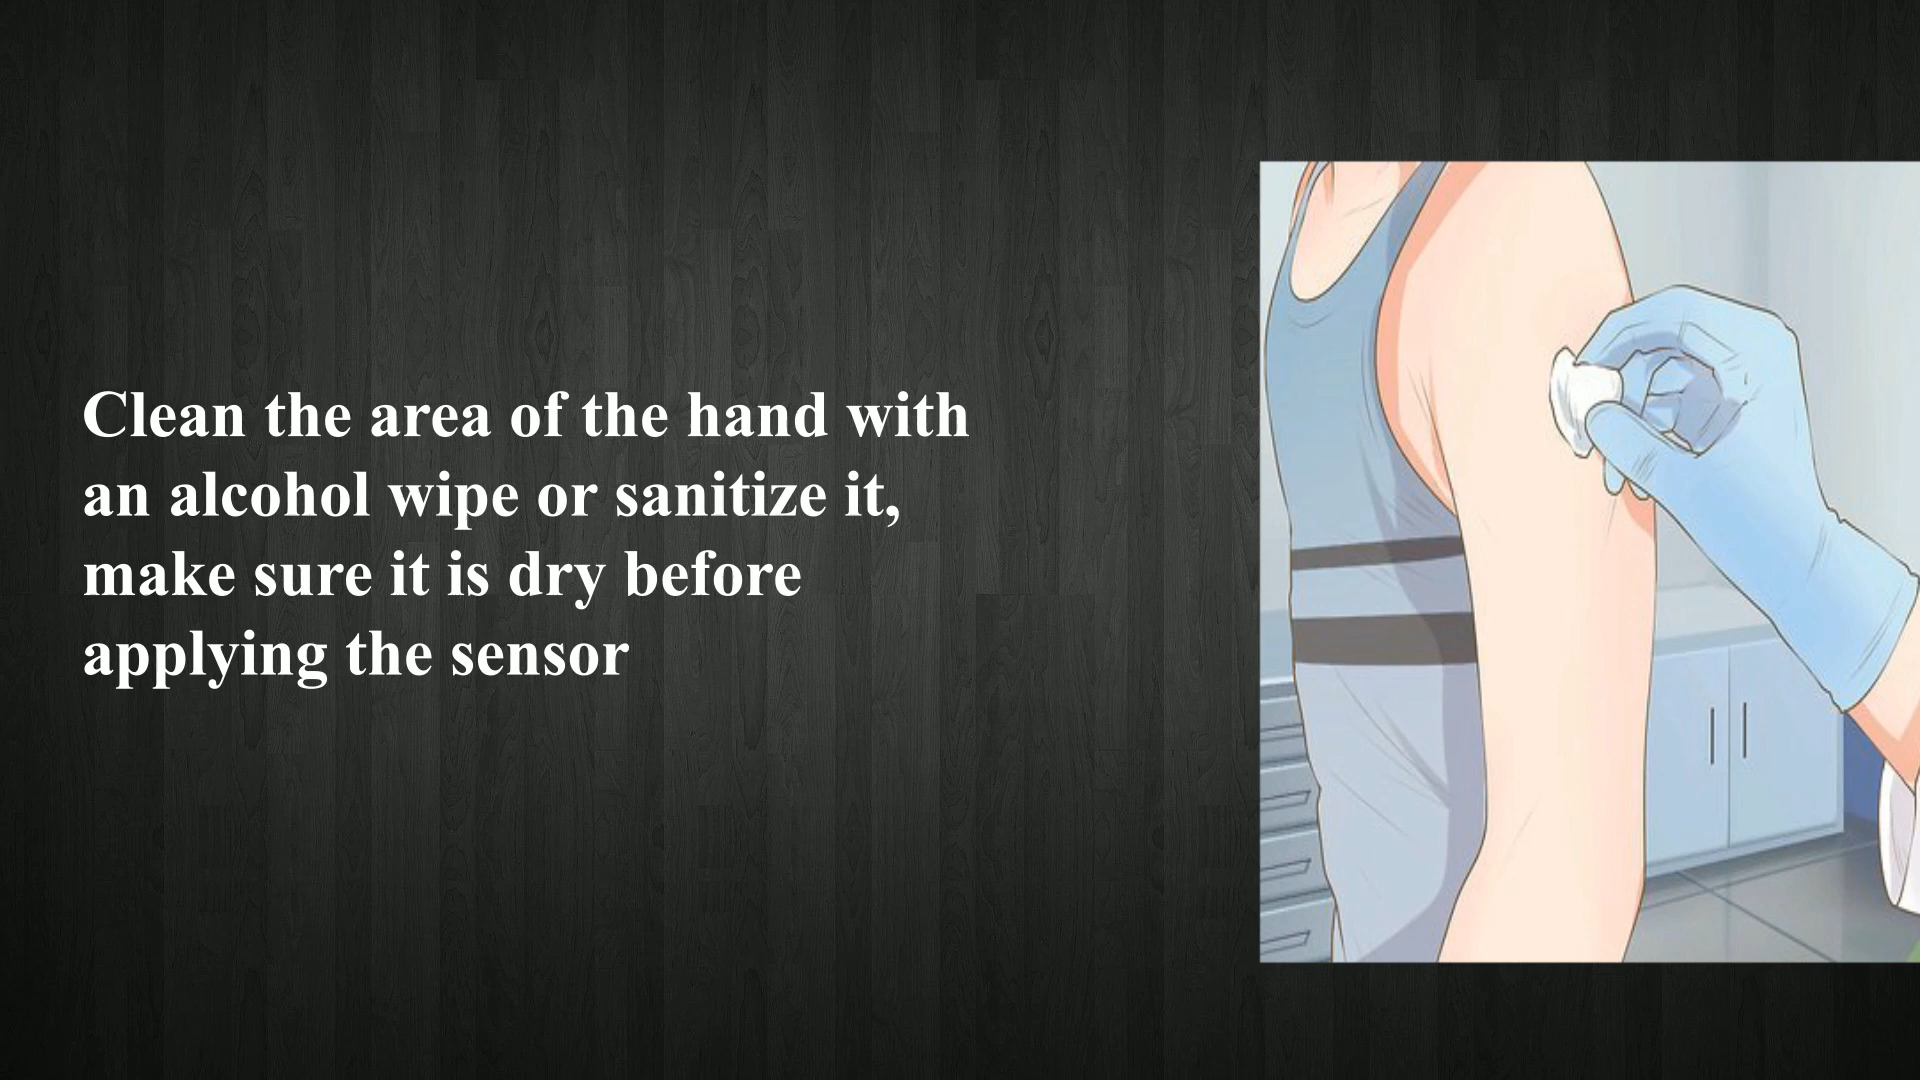 Clean the area of the hand with
an alcohol wipe or sanitize it,
make sure it is dry before
applying the sensor